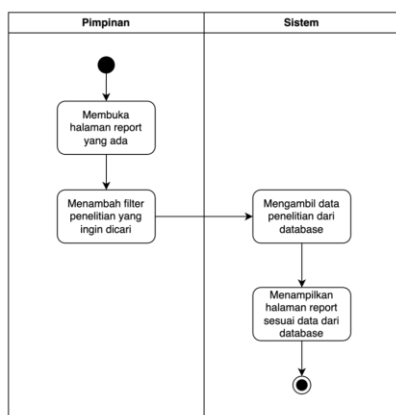 Pimpinan
Sistem
Membuka
halaman report
yang ada
Menambah filter
penelitian yang
ingin dicari
Mengambil data
penelitian dari
database
Menampilkan
halaman report
sesuai data dari
database